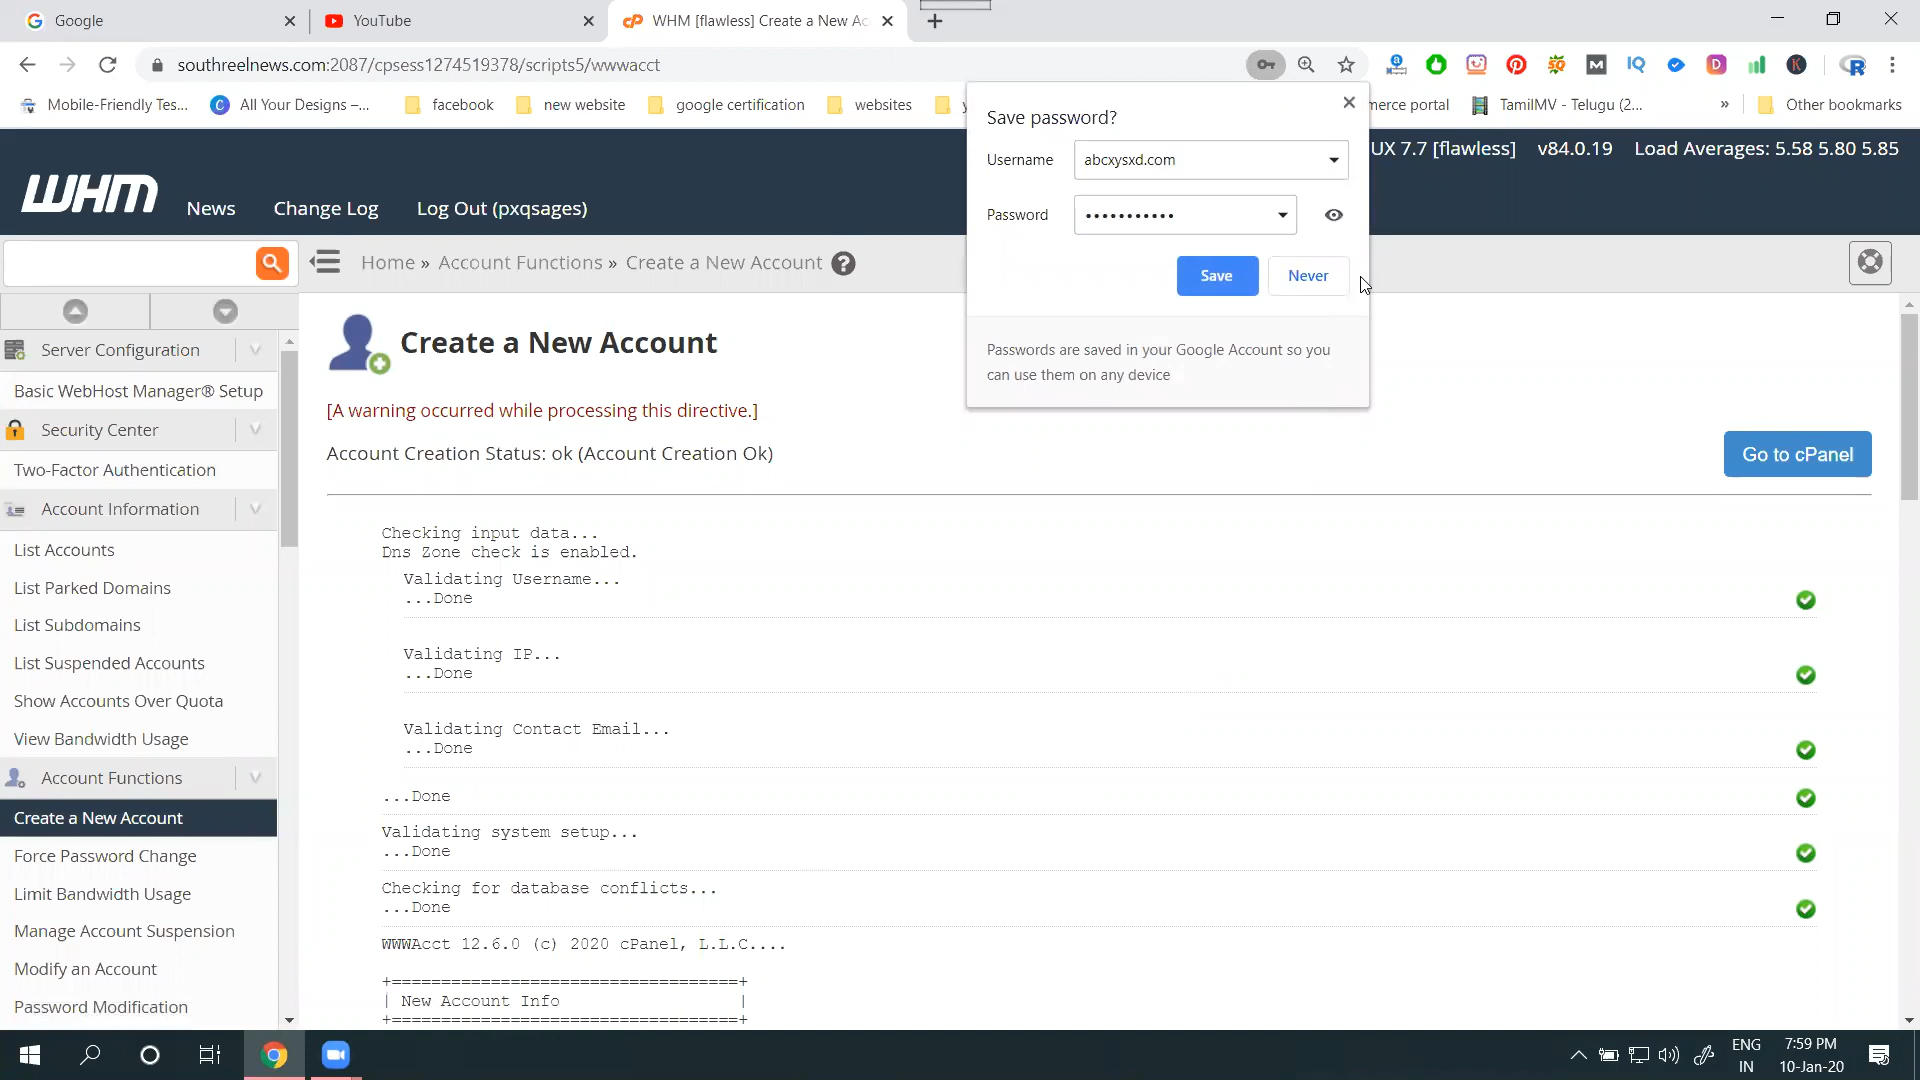 Google
YouTube
WHM [flawless] Create a New Ac
southreelnews.com:2087/cpsess1274519378/scripts5/wwwacct
Mobile-Friendly Tes...
All Your Designs –...
facebook
new website
google certification
websites
merce portal
TamilMV - Telugu (2...
»
Other bookmarks
Save password?
Username
abcxysxd.com
Password
•••••••••••
Save
Never
Passwords are saved in your Google Account so you
can use them on any device
UX 7.7 [flawless] v84.0.19 Load Averages: 5.58 5.80 5.85
WHM
News
Change Log
Log Out (pxqsages)
Home » Account Functions » Create a New Account
Server Configuration
Basic WebHost Manager® Setup
Security Center
Two-Factor Authentication
Account Information
List Accounts
List Parked Domains
List Subdomains
List Suspended Accounts
Show Accounts Over Quota
View Bandwidth Usage
Account Functions
Create a New Account
Force Password Change
Limit Bandwidth Usage
Manage Account Suspension
Modify an Account
Password Modification
Create a New Account
[A warning occurred while processing this directive.]
Account Creation Status: ok (Account Creation Ok)
Go to cPanel
Checking input data...
Dns Zone check is enabled.
Validating Username...
...Done
Validating IP...
...Done
Validating Contact Email...
...Done
...Done
Validating system setup...
...Done
Checking for database conflicts...
...Done
WWWAcct 12.6.0 (c) 2020 cPanel, L.L.C....
+===================================+
| New Account Info |
+===================================+
ENG
IN
7:59 PM
10-Jan-20